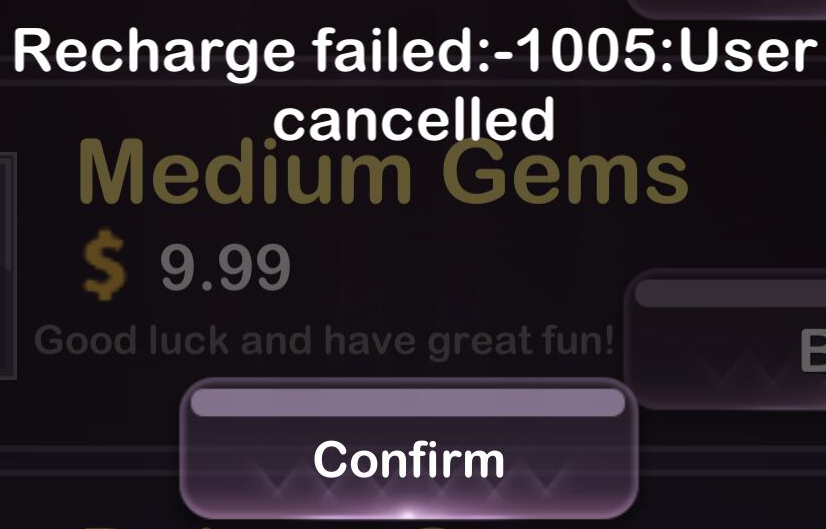 Recharge failed:-1005:User
cancelled
Medium Gems
$ 9.99
Good luck and have great fun!
B
Confirm